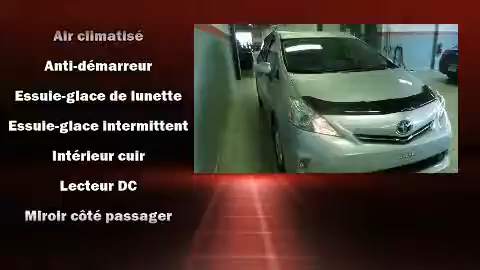 Air climatisé
Anti-démarreur
Essuie-glace de lunette
Essuie-glace intermittent
Intérieur cuir
Lecteur DC
Miroir côté passager